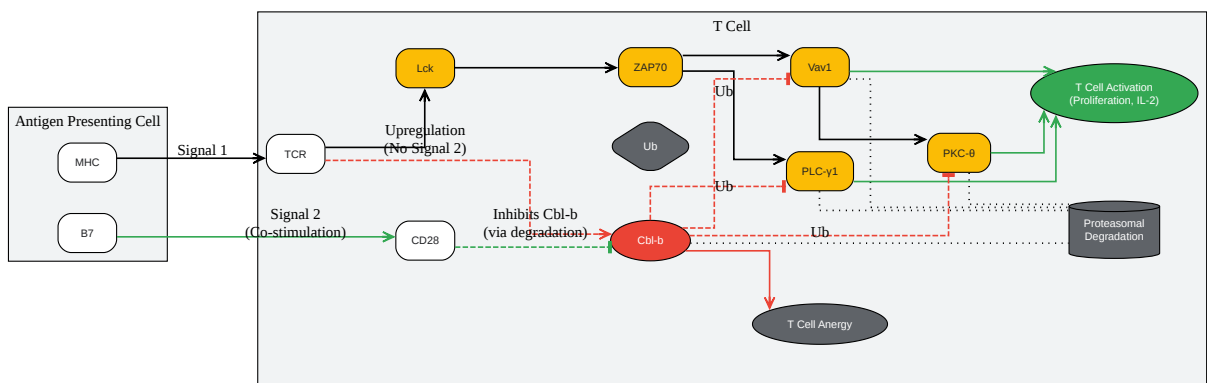 T Cell
Lck
ZAP70
Vav1
T Cell Activation
(Proliferation, IL-2)
Ub
Antigen Presenting Cell
MHC
Signal 1
TCR
Upregulation
(No Signal 2)
Ub
PKC-θ
PLC-γ1
Ub
B7
Signal 2
(Co-stimulation)
CD28
Inhibits Cbl-b
(via degradation)
Cbl-b
Ub
Proteasomal
Degradation
T Cell Anergy